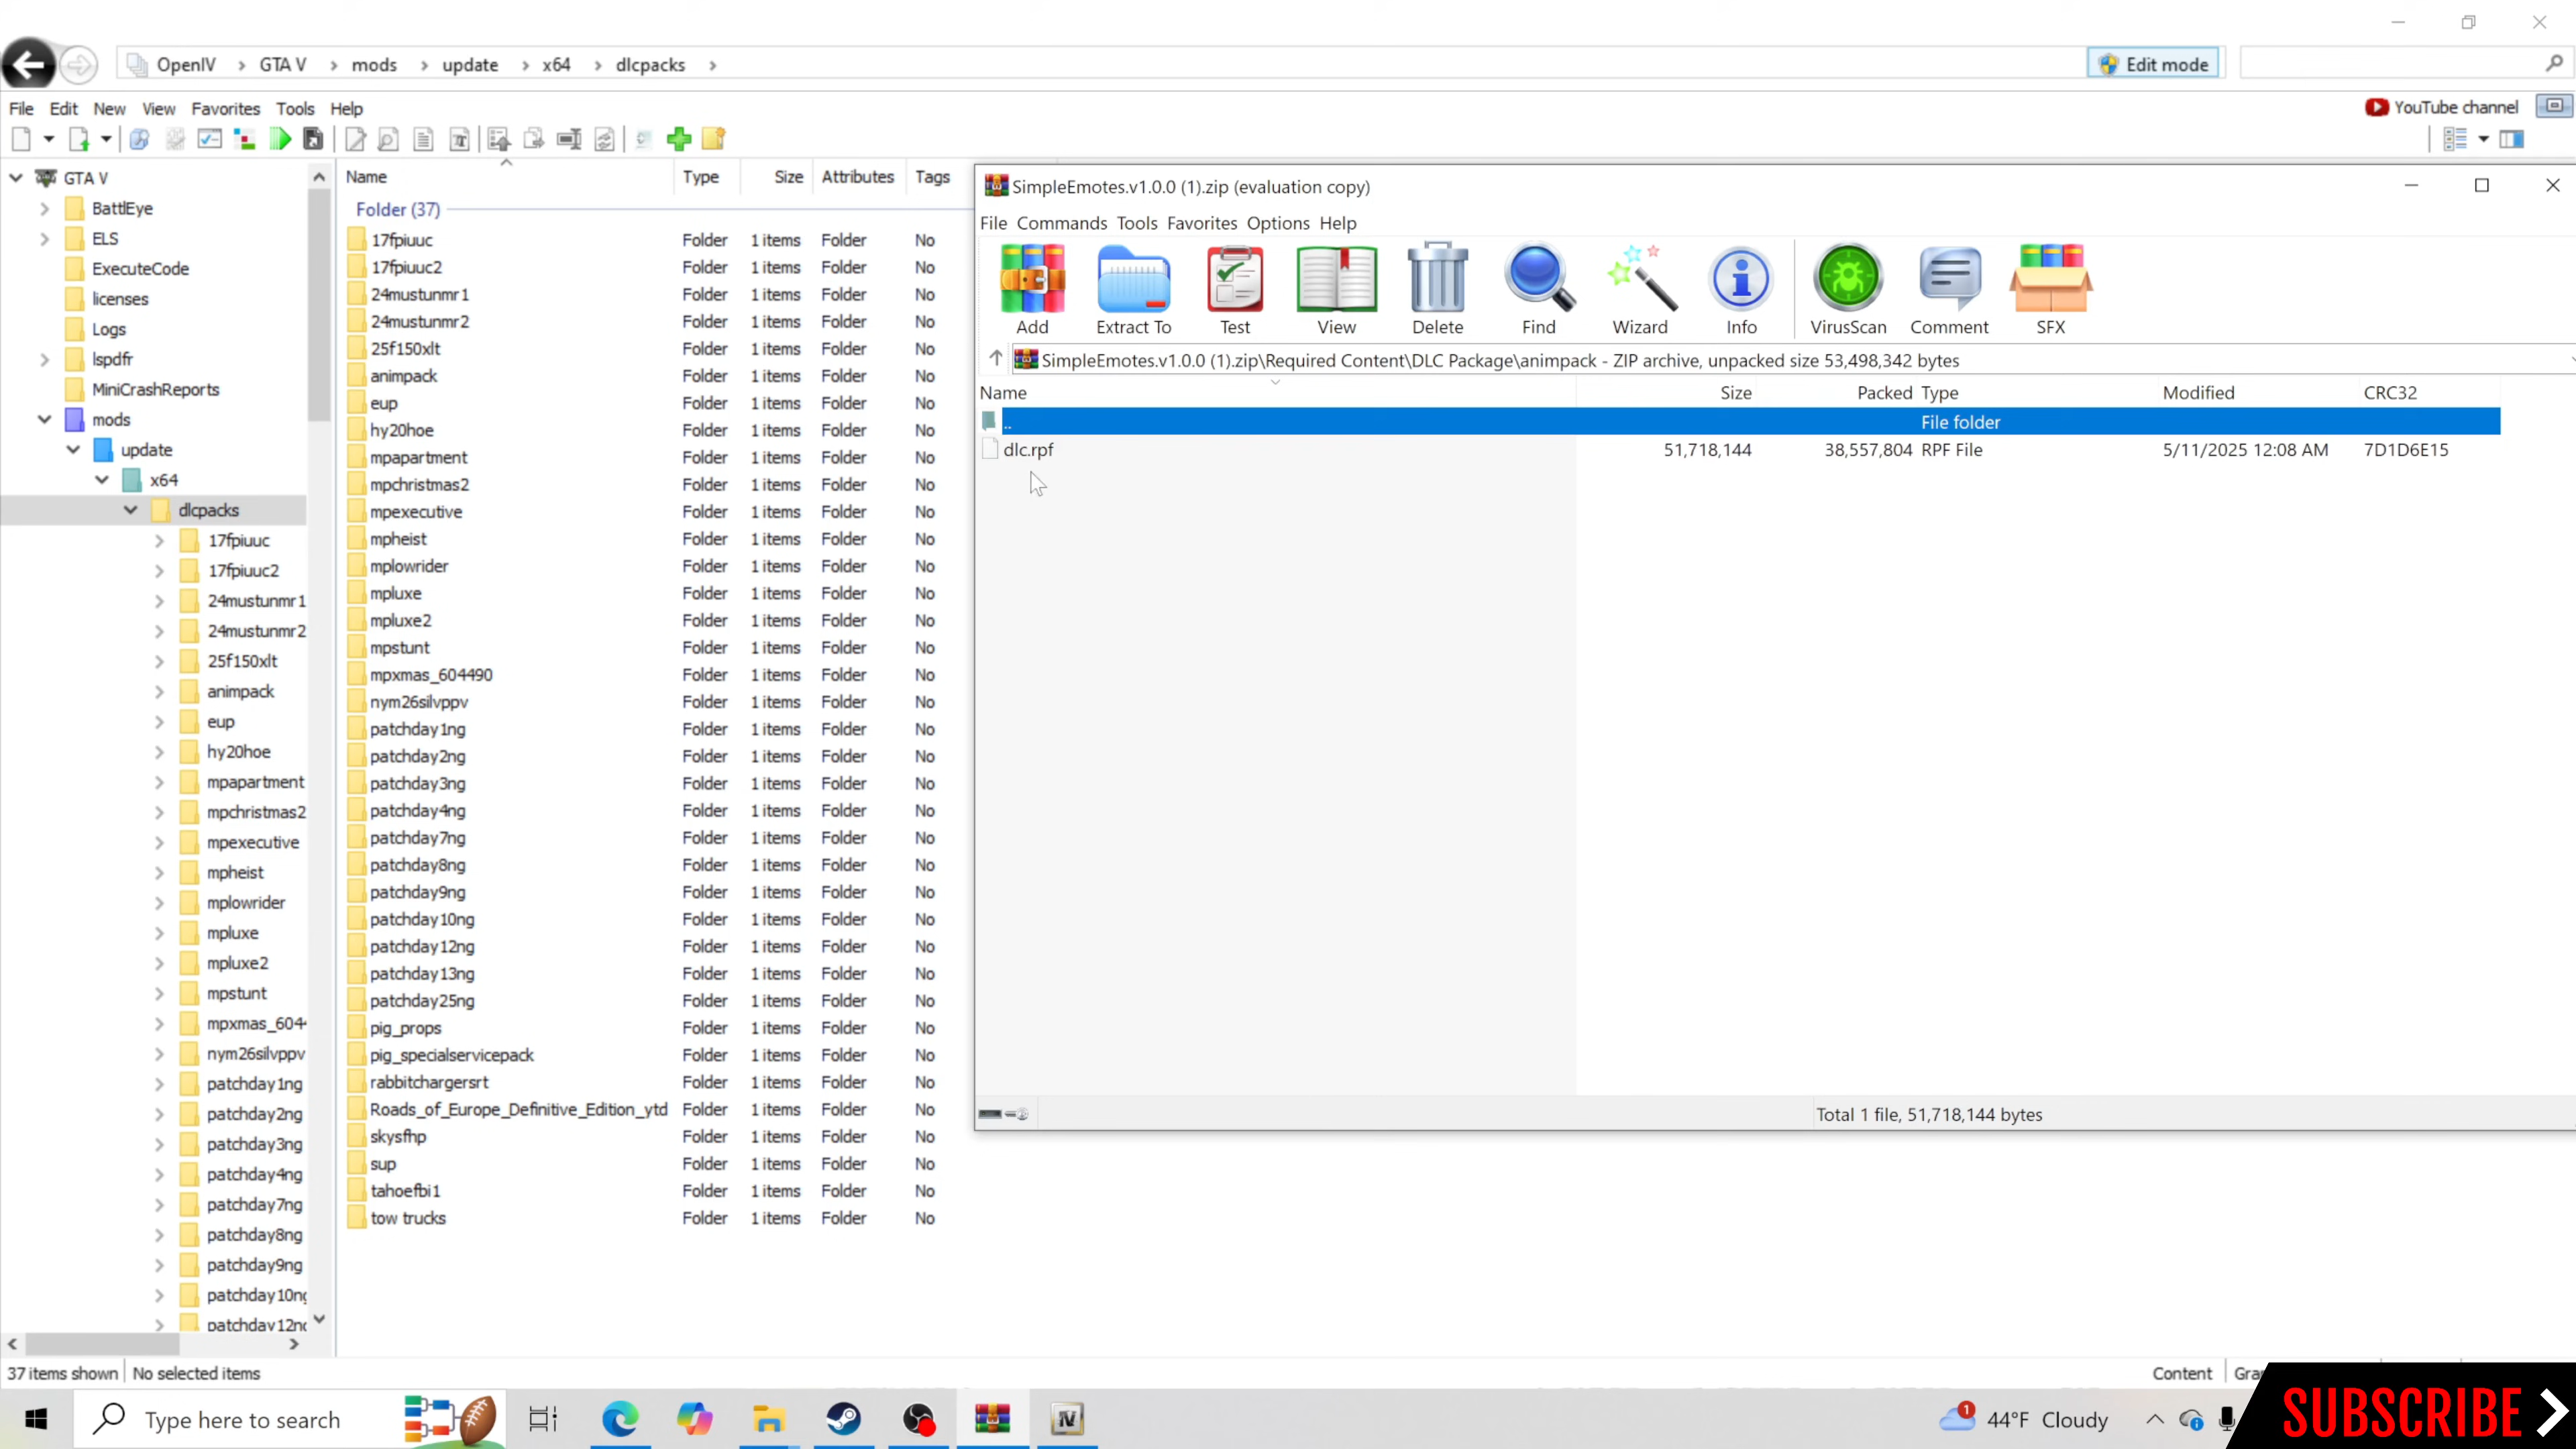 OpenIV > GTA V > mods > update > x64 > dlcpacks >
Edit mode
File Edit New View Favorites Tools Help
YouTube channel
GTA V
BattlEye
ELS
ExecuteCode
licenses
Logs
lspdfr
MiniCrashReports
mods
update
x64
dlcpacks
17fpiuuc
17fpiuuc2
24mustunmr1
24mustunmr2
25f150xlt
animpack
eup
hy20hoe
mpapartment
mpchristmas2
mpexecutive
mpheist
mplowrider
mpluxe
mpluxe2
mpstunt
mpxmas_604
nym26silvppv
patchday1ng
patchday2ng
patchday3ng
patchday4ng
patchday7ng
patchday8ng
patchday9ng
patchday10ng
patchday12ng
Name Type Size Attributes Tags
Folder (37)
17fpiuuc Folder 1 items Folder No
17fpiuuc2 Folder 1 items Folder No
24mustunmr1 Folder 1 items Folder No
24mustunmr2 Folder 1 items Folder No
25f150xlt Folder 1 items Folder No
animpack Folder 1 items Folder No
eup Folder 1 items Folder No
hy20hoe Folder 1 items Folder No
mpapartment Folder 1 items Folder No
mpchristmas2 Folder 1 items Folder No
mpexecutive Folder 1 items Folder No
mpheist Folder 1 items Folder No
mplowrider Folder 1 items Folder No
mpluxe Folder 1 items Folder No
mpluxe2 Folder 1 items Folder No
mpstunt Folder 1 items Folder No
mpxmas_604490 Folder 1 items Folder No
nym26silvppv Folder 1 items Folder No
patchday1ng Folder 1 items Folder No
patchday2ng Folder 1 items Folder No
patchday3ng Folder 1 items Folder No
patchday4ng Folder 1 items Folder No
patchday7ng Folder 1 items Folder No
patchday8ng Folder 1 items Folder No
patchday9ng Folder 1 items Folder No
patchday10ng Folder 1 items Folder No
patchday12ng Folder 1 items Folder No
patchday13ng Folder 1 items Folder No
patchday25ng Folder 1 items Folder No
pig_props Folder 1 items Folder No
pig_specialservicepack Folder 1 items Folder No
rabbitchargersrt Folder 1 items Folder No
Roads_of_Europe_Definitive_Edition_ytd Folder 1 items Folder No
skysfhp Folder 1 items Folder No
sup Folder 1 items Folder No
tahoefbi1 Folder 1 items Folder No
tow trucks Folder 1 items Folder No
SimpleEmotes.v1.0.0 (1).zip (evaluation copy)
File Commands Tools Favorites Options Help
Add Extract To Test View Delete Find Wizard Info VirusScan Comment SFX
SimpleEmotes.v1.0.0 (1).zip\Required Content\DLC Package\animpack - ZIP archive, unpacked size 53,498,342 bytes
Name Size Packed Type Modified CRC32
.. File folder
dlc.rpf 51,718,144 38,557,804 RPF File 5/11/2025 12:08 AM 7D1D6E15
Total 1 file, 51,718,144 bytes
37 items shown No selected items
Content
Type here to search
1
44°F Cloudy
SUBSCRIBE